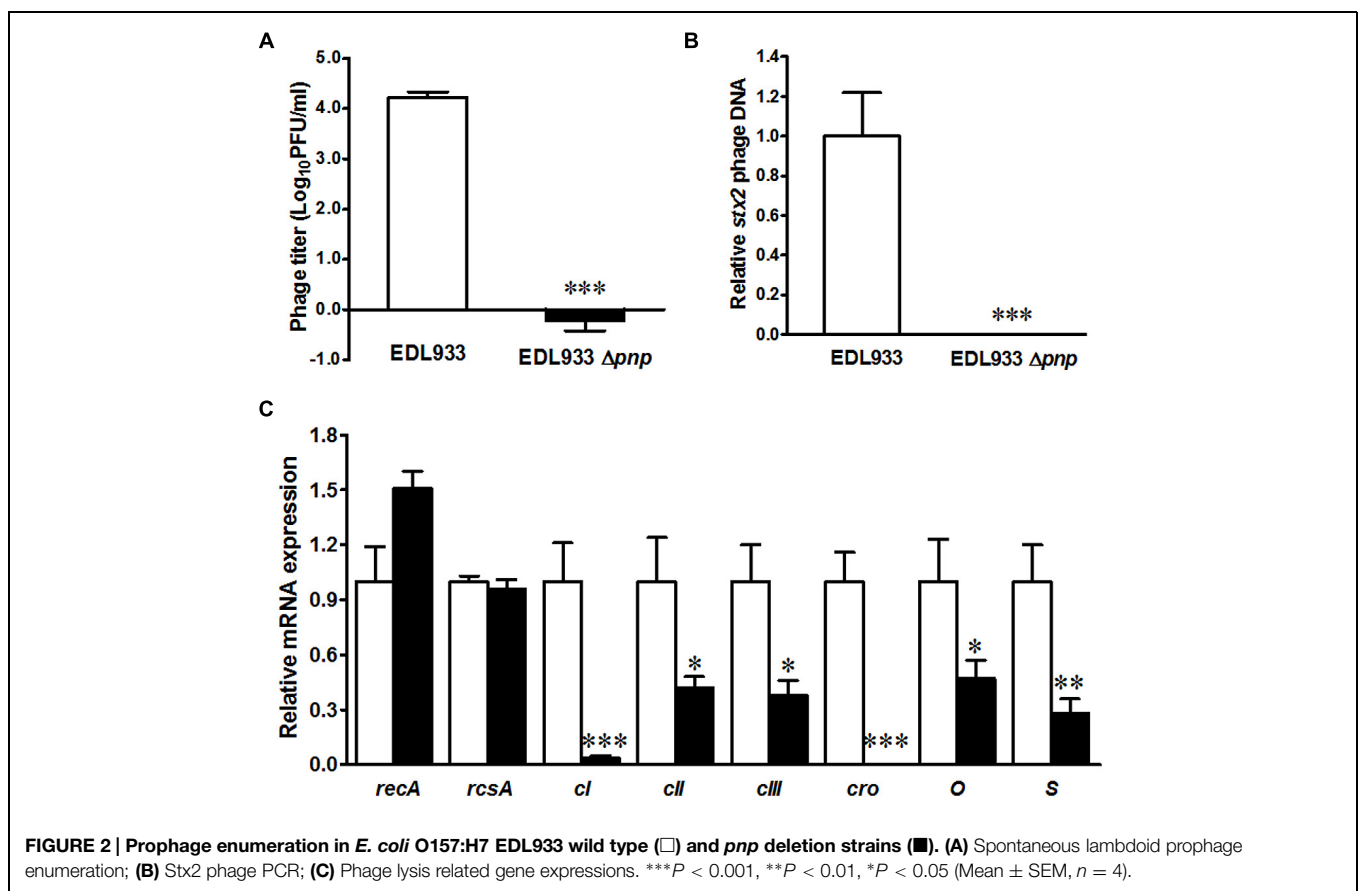 A
Phage titer (Log10PFU/ml)
5.0
4.0
3.0
2.0
1.0
0.0
-1.0
***
EDL933
EDL933 Δpnp
B
Relative stx2 phage DNA
1.4
1.2
1.0
0.8
0.6
0.4
0.2
0.0
***
EDL933
EDL933 Δpnp
C
Relative mRNA expression
1.8
1.5
1.2
0.9
0.6
0.3
0.0
***
*
*
***
*
**
recA
rcsA
cI
cII
cIII
cro
O
S
FIGURE 2 | Prophage enumeration in E. coli O157:H7 EDL933 wild type (□) and pnp deletion strains (■). (A) Spontaneous lambdoid prophage
enumeration; (B) Stx2 phage PCR; (C) Phage lysis related gene expressions. ***P < 0.001, **P < 0.01, *P < 0.05 (Mean ± SEM, n = 4).